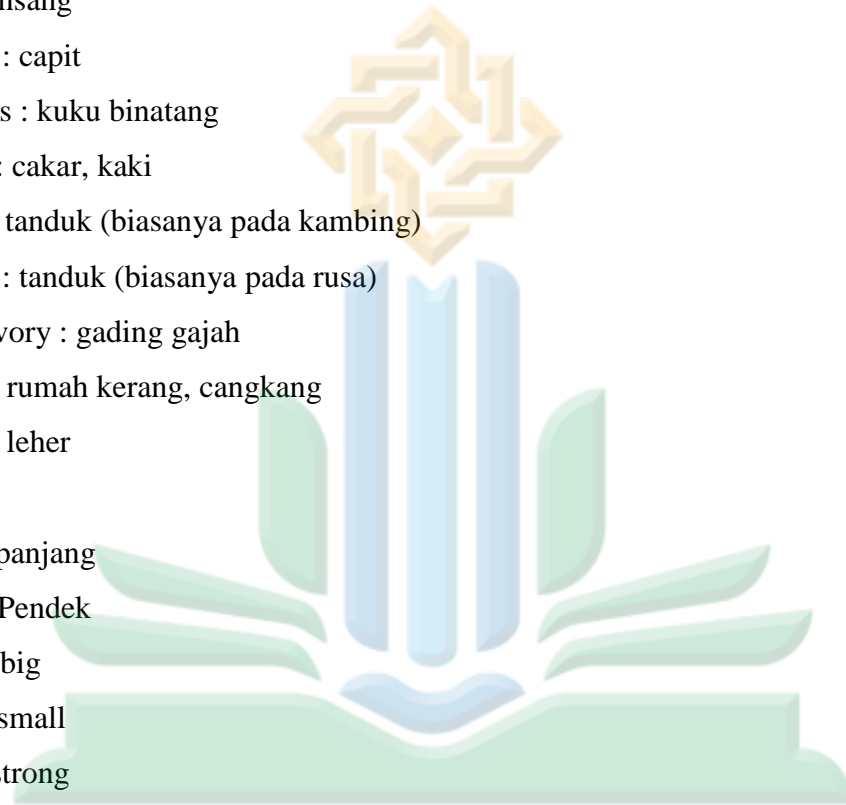 : capit
s : kuku binatang
: cakar, kaki
tanduk (biasanya pada kambing)
: tanduk (biasanya pada rusa)
vory : gading gajah
rumah kerang, cangkang
leher
panjang
Pendek
big
small
strong